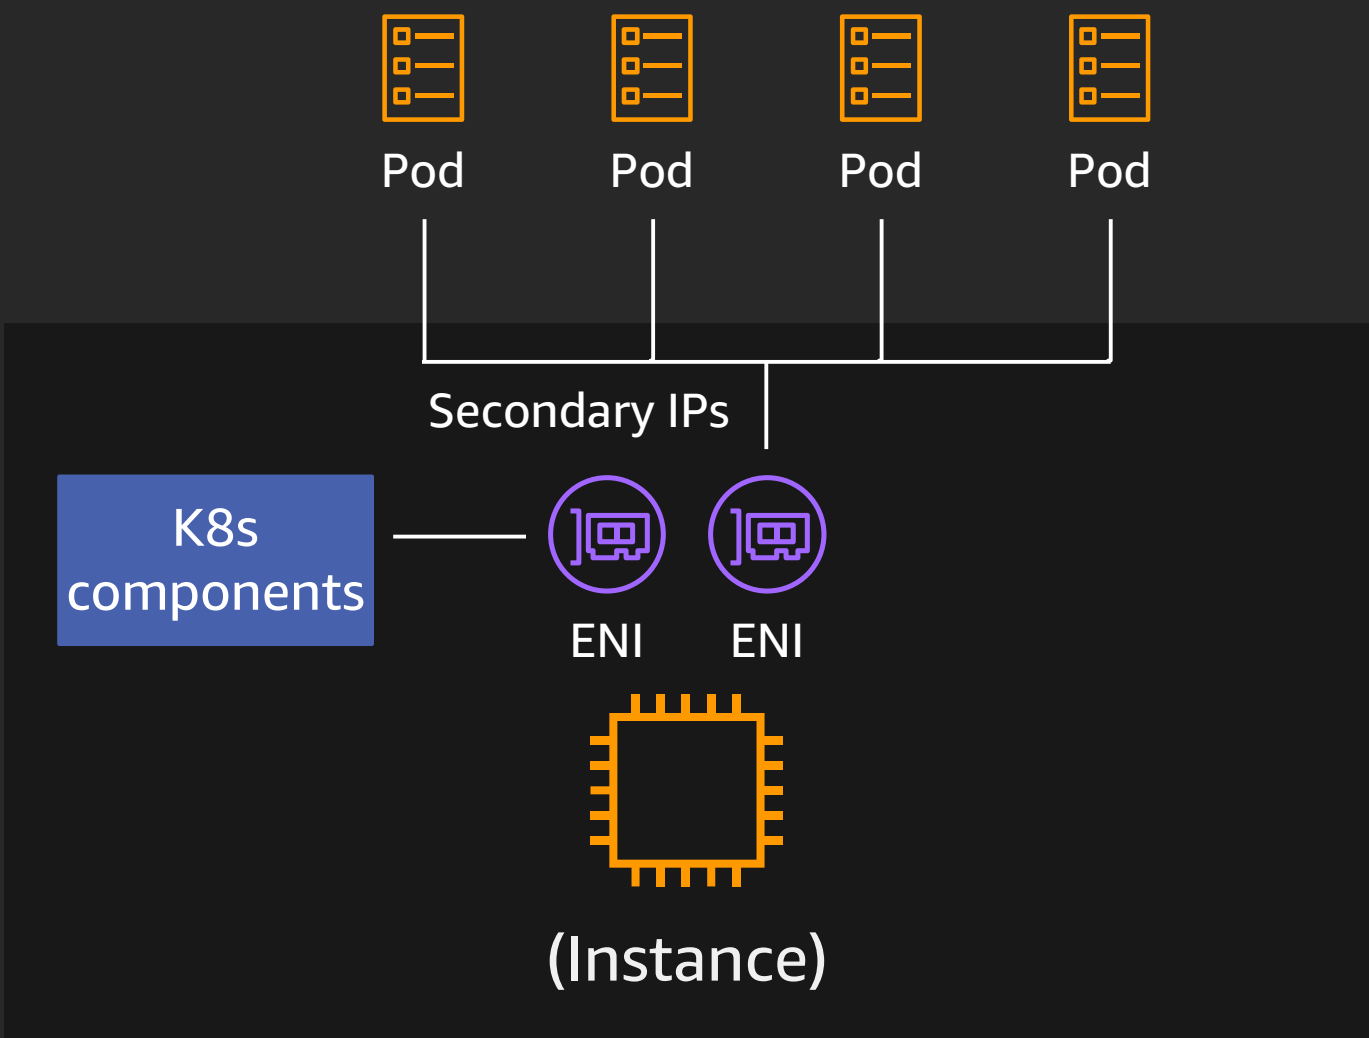 Pod
Pod
Pod
Pod
Secondary IPs
K8s
components
ENI
ENI
(Instance)